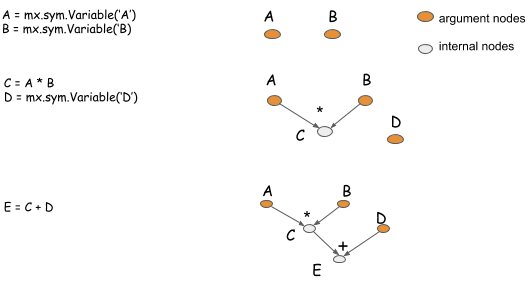 A = mx.sym.Variable('A')
B = mx.sym.Variable('B)
A B
argument nodes
internal nodes
C = A * B
D = mx.sym.Variable('D')
A B
*
C
D
E = C + D
A B
*
C
D
+
E